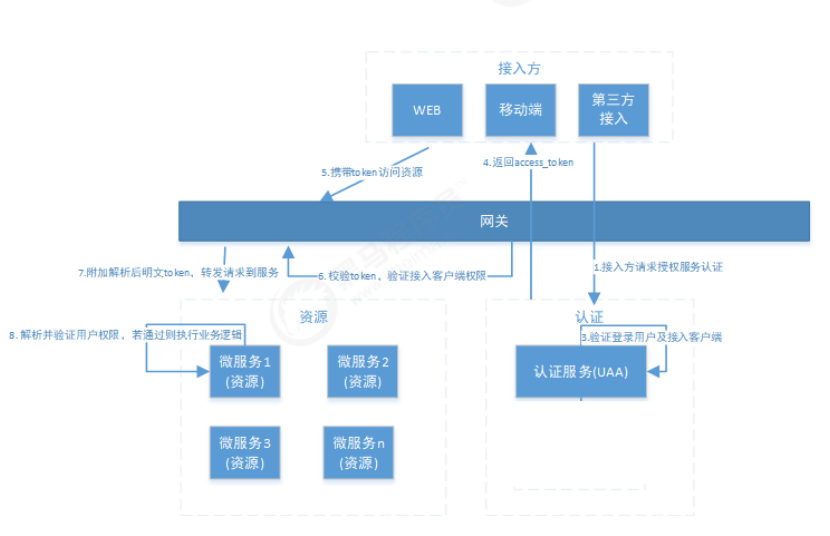 接入方
WEB
移动端
第三方
接入
5.携带token访问资源
4.返回access_token
网关
7.附加解析后明文token，转发请求到服务
6.校验token，验证接入客户端权限
1.接入方请求授权服务认证
资源
认证
8.解析并验证用户权限，若通过则执行业务逻辑
3.验证登录用户及接入客户端
微服务1
(资源)
微服务2
(资源)
认证服务(UAA)
微服务3
(资源)
微服务n
(资源)